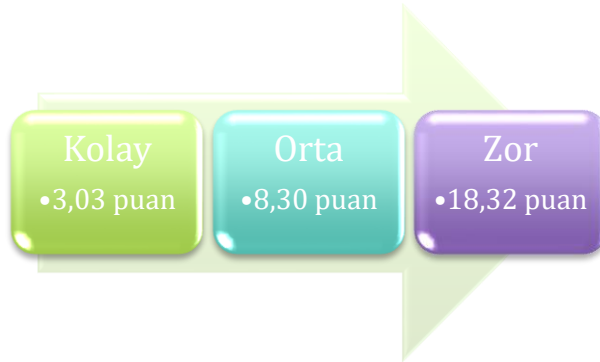 Kolay
•3,03 puan
Orta
•8,30 puan
Zor
•18,32 puan